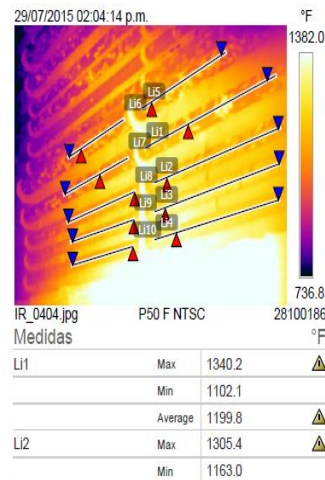 29/07/2015 02:04:14 p.m.
°F
1382.0
Li5
Li6
Li1
Li7
Li2
Li8
Li3
Li9
Li4
Li10
736.8
IR_0404.jpg P50 F NTSC 28100186
Medidas °F
Li1 Max 1340.2
Min 1102.1
Average 1199.8
Li2 Max 1305.4
Min 1163.0